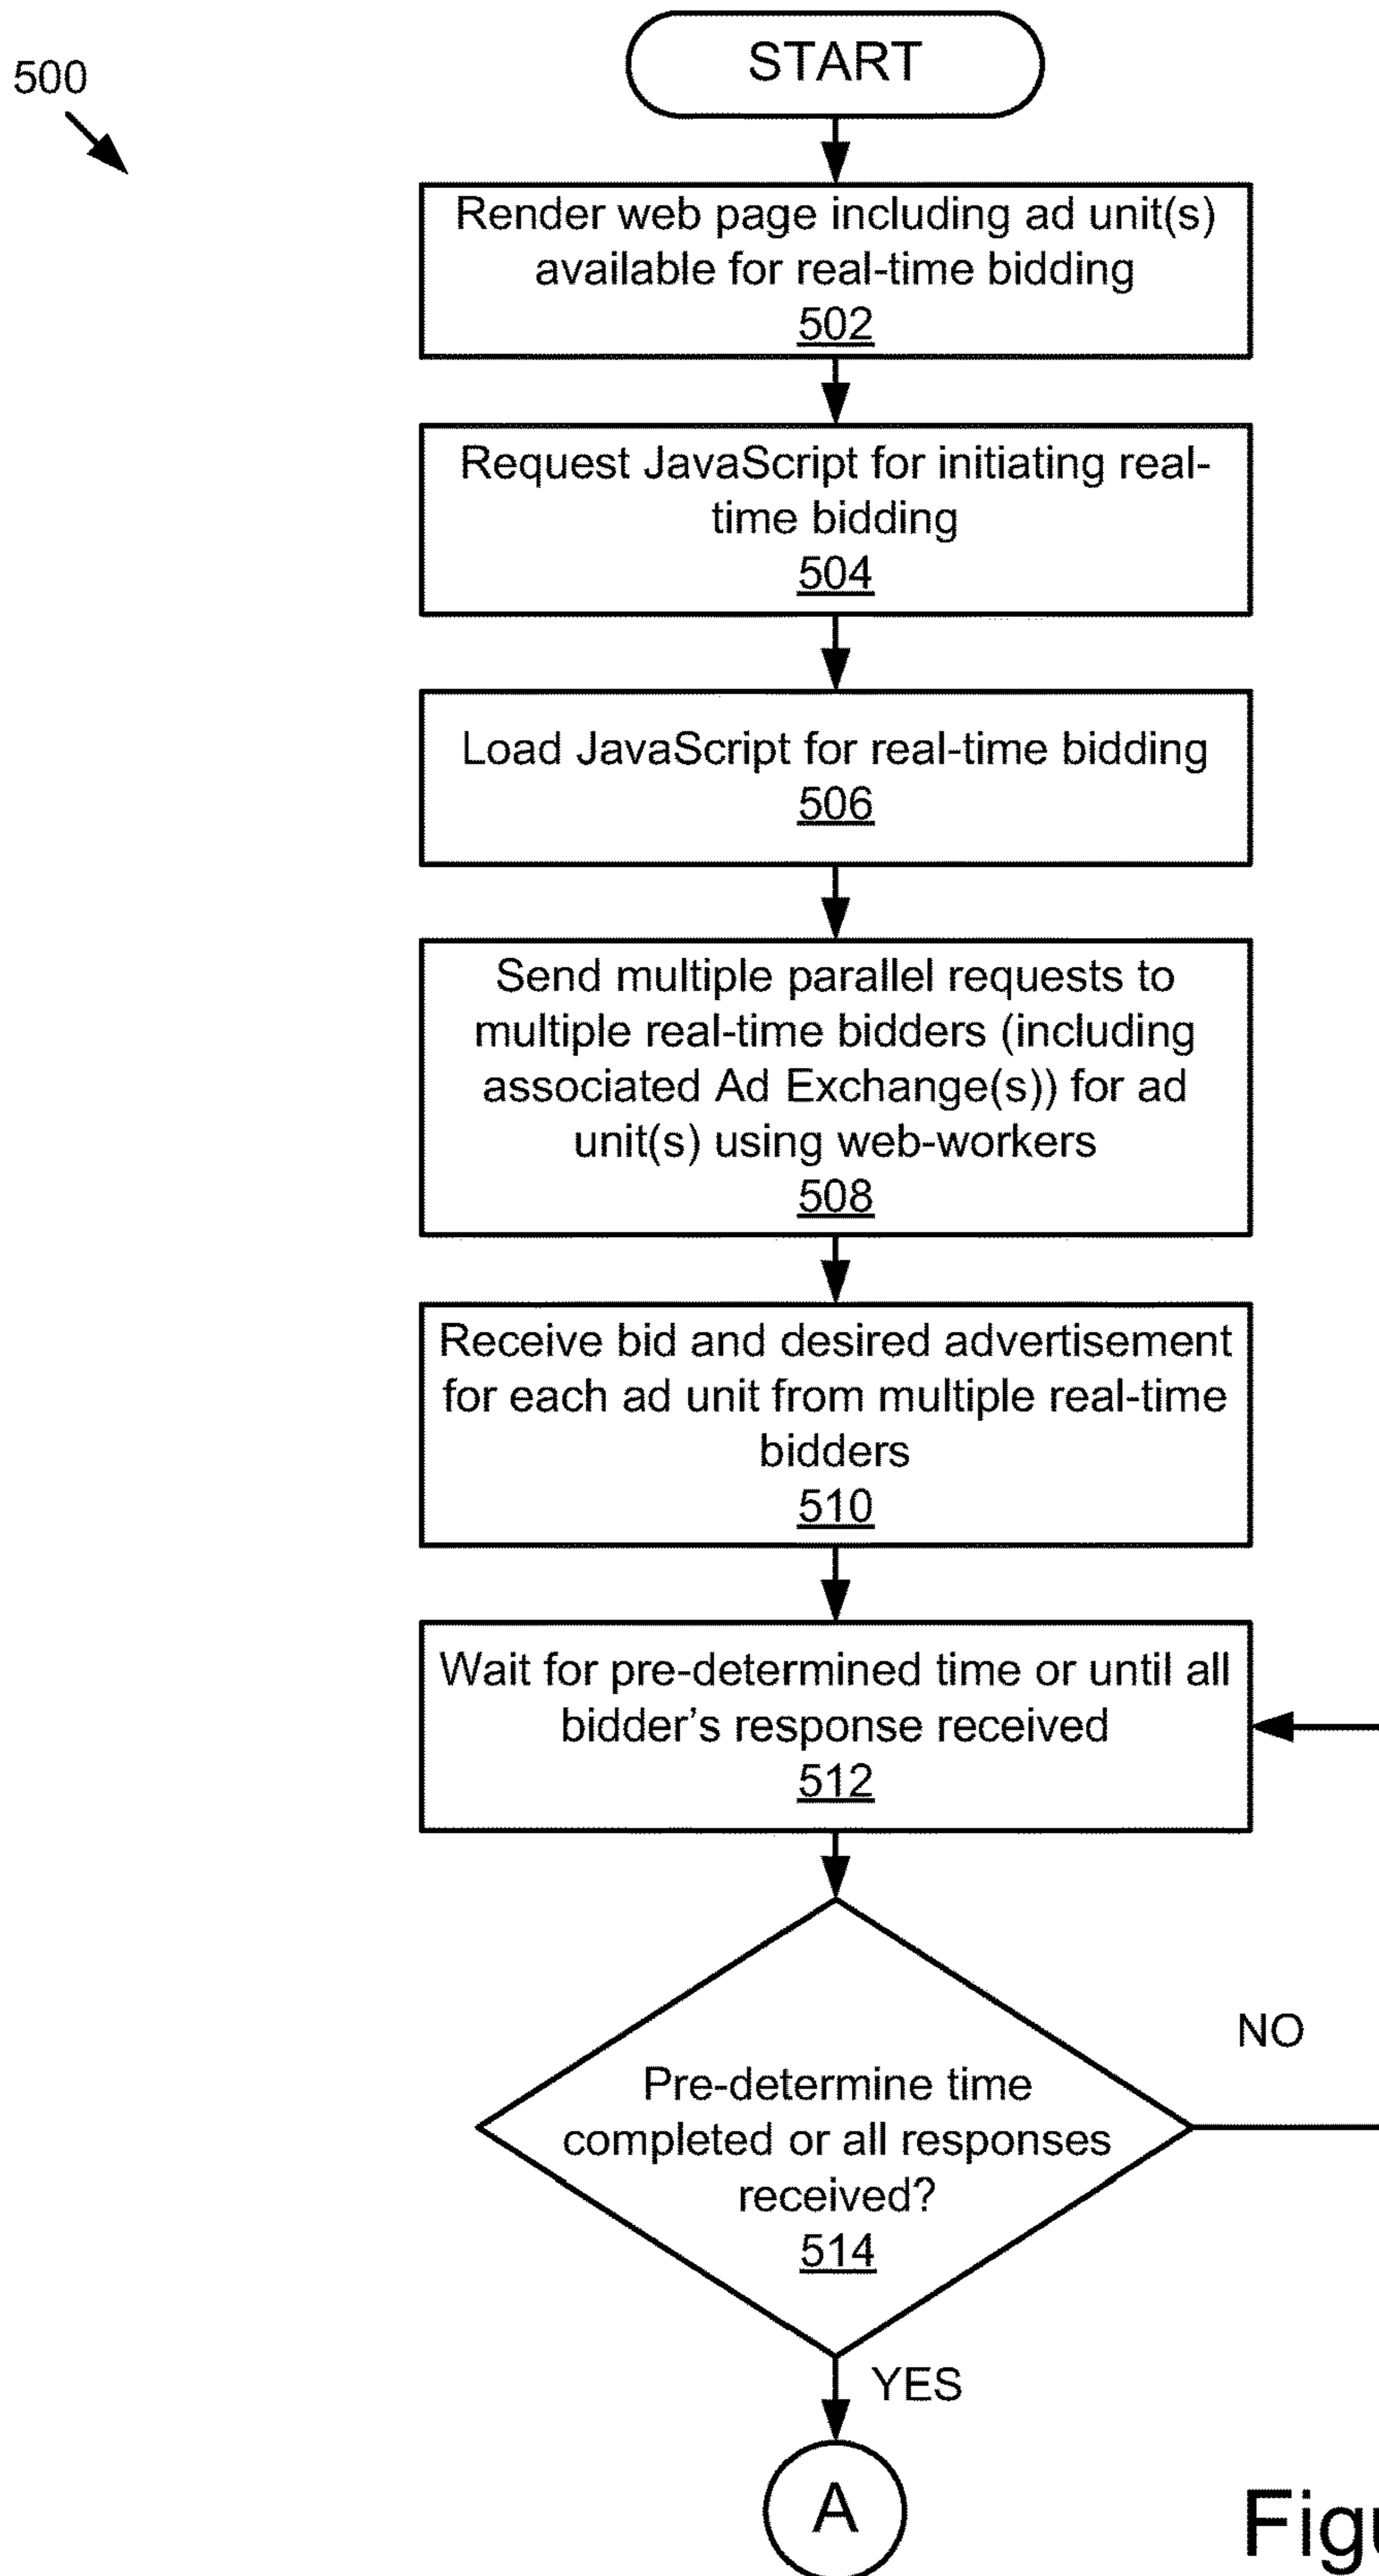 START
500
Render web page including ad unit(s)
available for real-time bidding
502
Request JavaScript for initiating real-
time bidding
504
Load JavaScript for real-time bidding
506
Send multiple parallel requests to
multiple real-time bidders (including
associated Ad Exchange(s)) for ad
unit(s) using web-workers
508
Receive bid and desired advertisement
for each ad unit from multiple real-time
bidders
510
Wait for pre-determined time or until all
bidder's response received
512
NO
Pre-determine time
completed or all responses
received?
514
YES
A